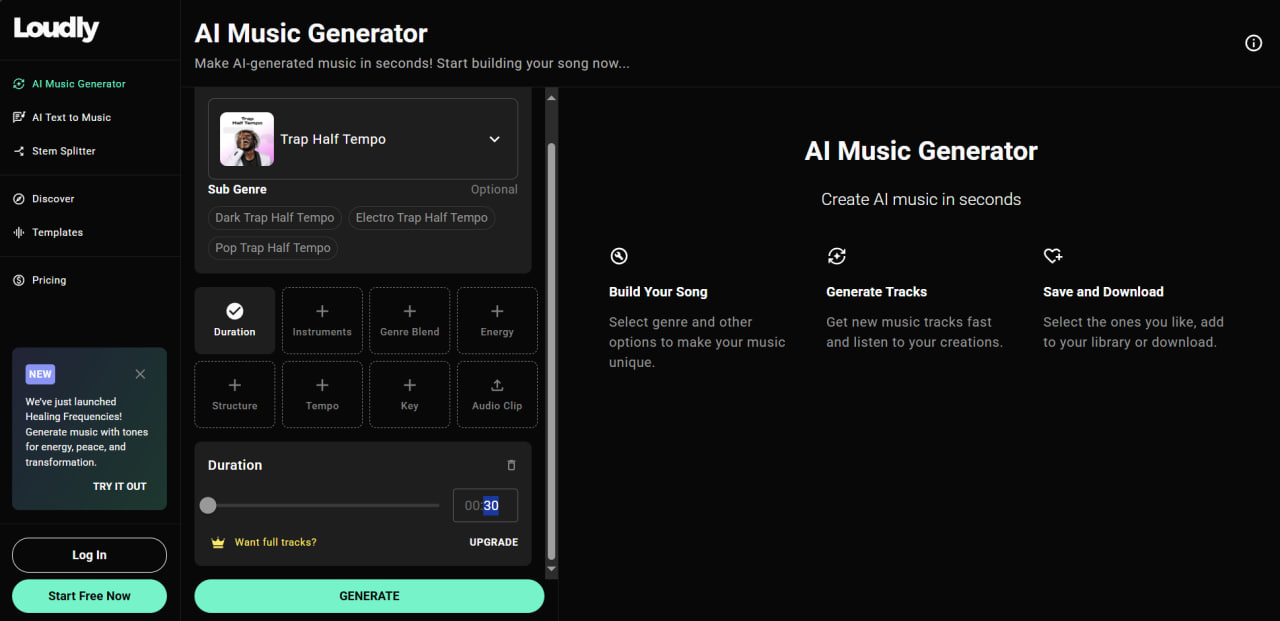 Loudly
AI Music Generator
AI Text to Music
Stem Splitter
Discover
Templates
Pricing
NEW
We've just launched
Healing Frequencies!
Generate music with tones
for energy, peace, and
transformation.
TRY IT OUT
Log In
Start Free Now
AI Music Generator
Make AI-generated music in seconds! Start building your song now...
Trap
Half Tempo
Trap Half Tempo
Sub Genre Optional
Dark Trap Half Tempo Electro Trap Half Tempo
Pop Trap Half Tempo
Duration Instruments Genre Blend Energy
Structure Tempo Key Audio Clip
Duration
00:30
Want full tracks? UPGRADE
GENERATE
AI Music Generator
Create AI music in seconds
Build Your Song
Select genre and other
options to make your music
unique.
Generate Tracks
Get new music tracks fast
and listen to your creations.
Save and Download
Select the ones you like, add
to your library or download.